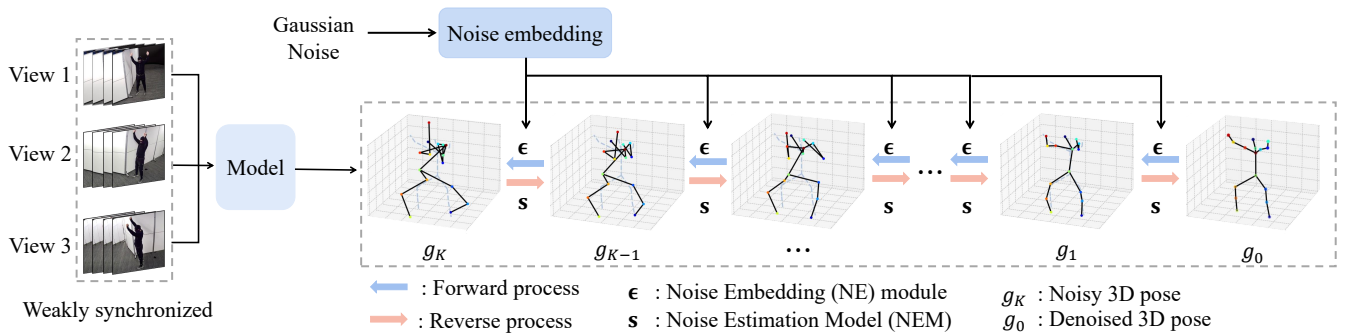 Gaussian
Noise
Noise embedding
View 1
View 2
View 3
Model
Weakly synchronized
ϵ ϵ ϵ ϵ ϵ
... 
s s s s s
g_K g_{K-1} ... g_1 g_0
: Forward process
ϵ : Noise Embedding (NE) module
g_K : Noisy 3D pose
: Reverse process
s : Noise Estimation Model (NEM)
g_0 : Denoised 3D pose